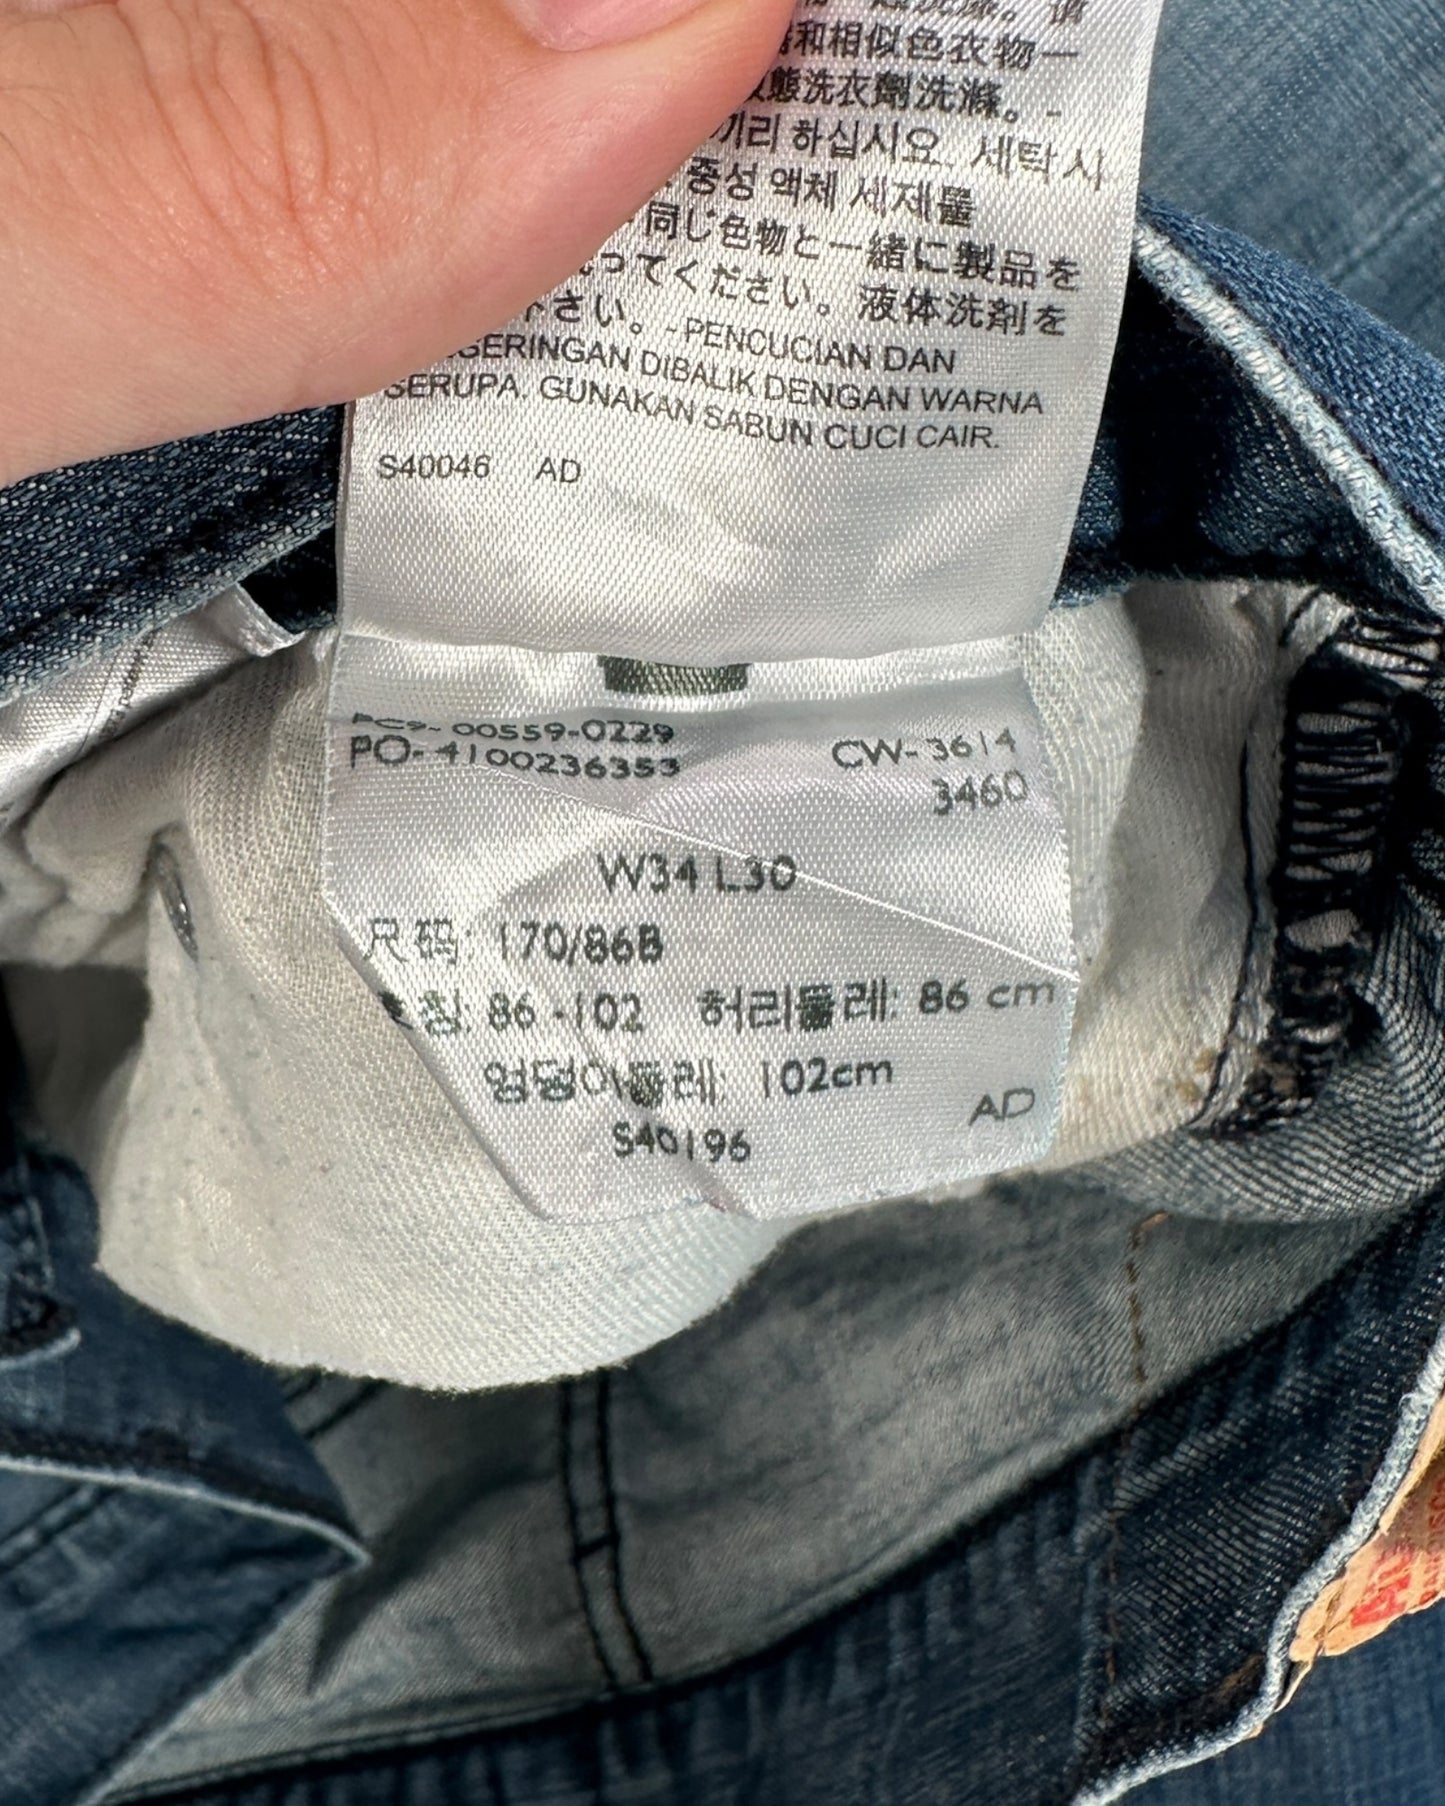 和相似色衣物一
態洗衣劑洗滌。-
하십시오. 세탁 시
중성 액체 세제를
同じ色物と一緒に製品を
ってください。液体洗剤を
さい。-PENCUCIAN DAN
DIBALIK DENGAN WARNA
SERUPA. GUNAKAN SABUN CUCI CAIR.
S40046 AD
PC9- 00559-0229
PO- 4100236353
CW- 3614
3460
W34 L30
尺码: 170/86B
호칭: 86 -102 허리둘레: 86 cm
엉덩이둘레: 102cm
AD
S40196